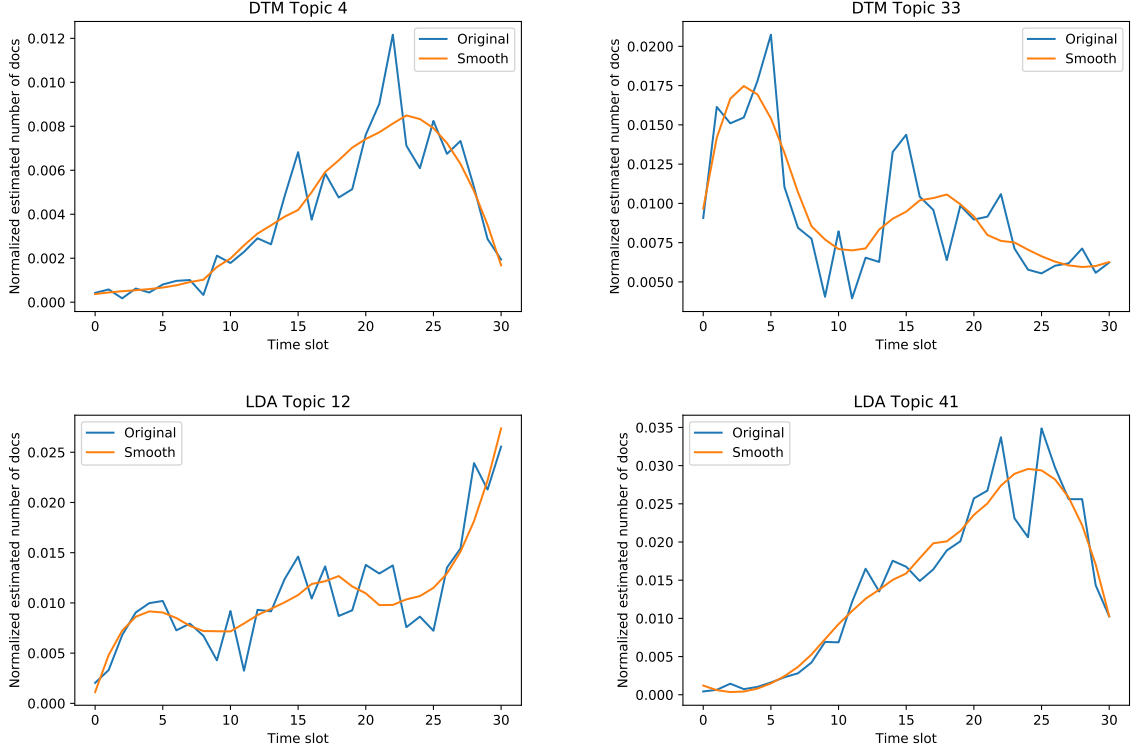 DTM Topic 4
Normalized estimated number of docs
0.012
0.010
0.008
0.006
0.004
0.002
0.000
Original
Smooth
0 5 10 15 20 25 30
Time slot
DTM Topic 33
Normalized estimated number of docs
0.0200
0.0175
0.0150
0.0125
0.0100
0.0075
0.0050
Original
Smooth
0 5 10 15 20 25 30
Time slot
LDA Topic 12
Normalized estimated number of docs
0.025
0.020
0.015
0.010
0.005
0.000
Original
Smooth
0 5 10 15 20 25 30
Time slot
LDA Topic 41
Normalized estimated number of docs
0.035
0.030
0.025
0.020
0.015
0.010
0.005
0.000
Original
Smooth
0 5 10 15 20 25 30
Time slot